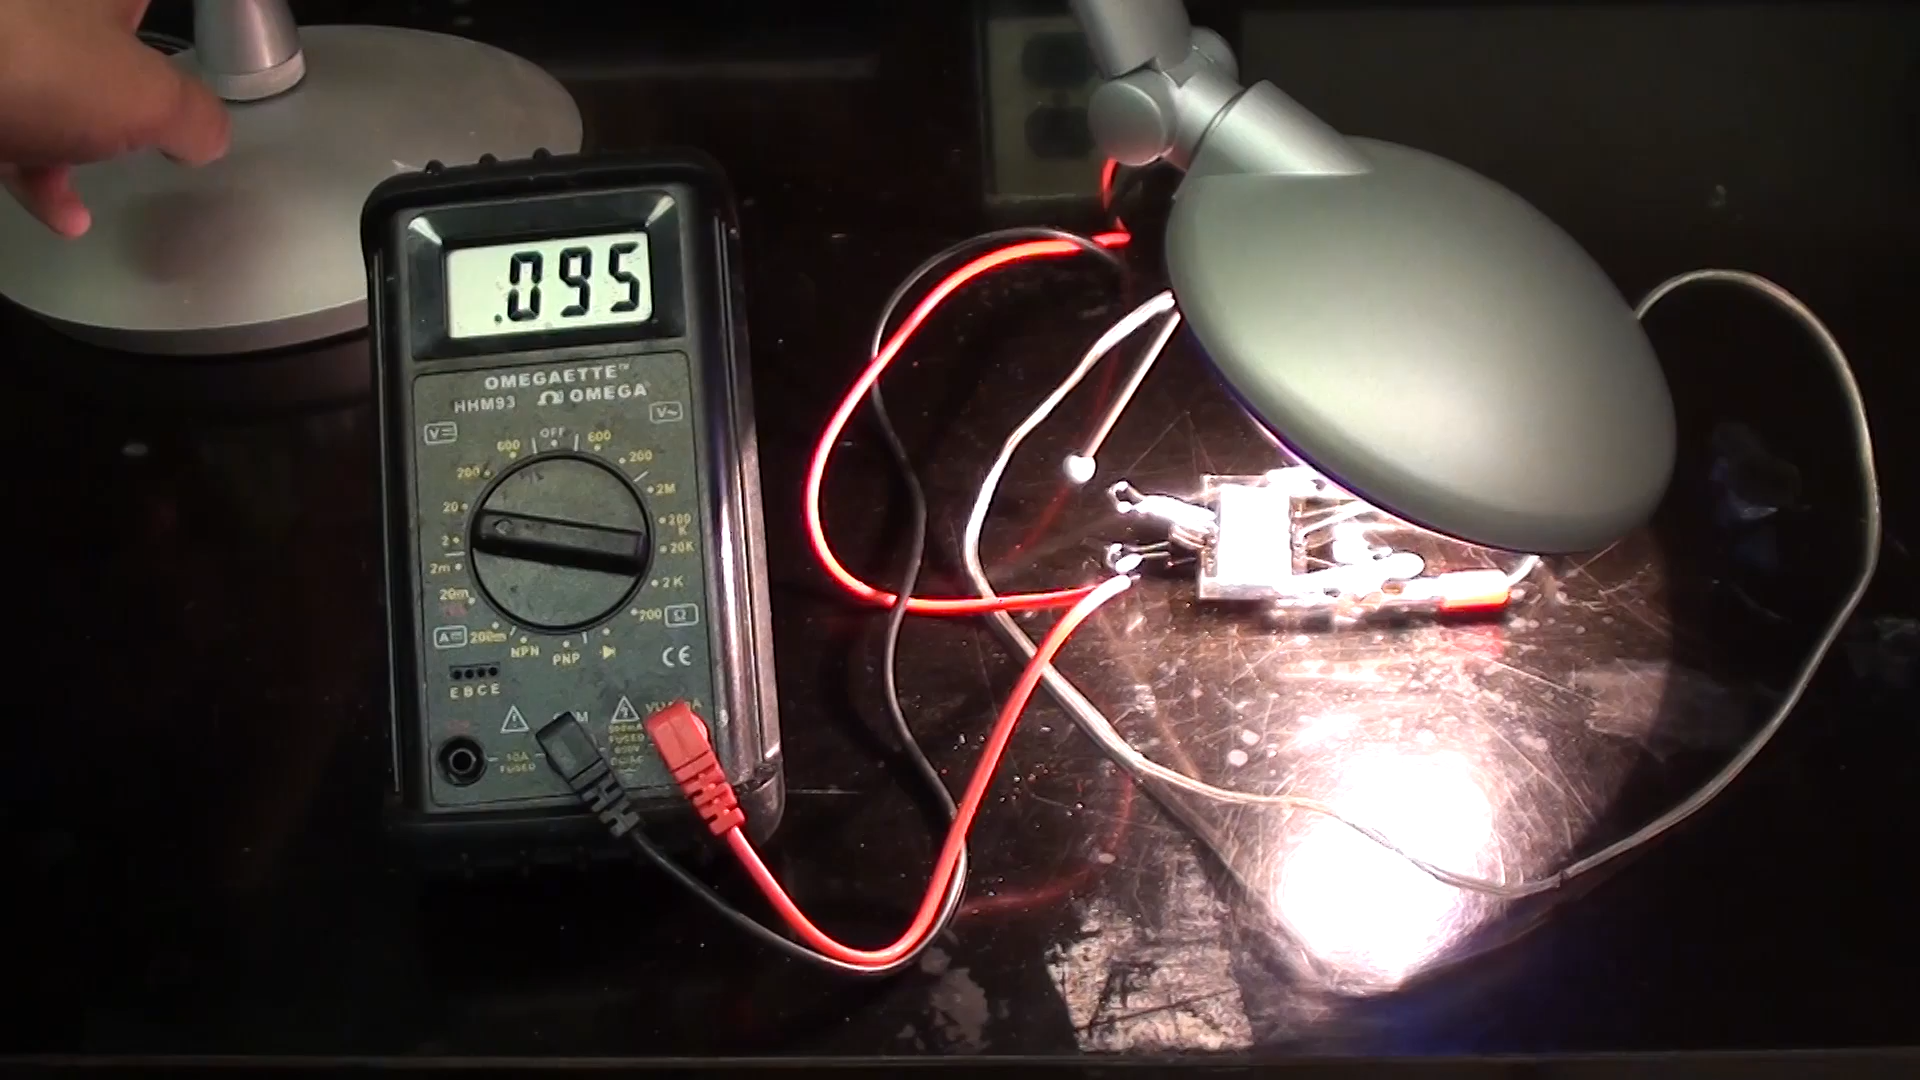 .095
OMEGAETTE™
HHM93 Ω OMEGA
V~
V
OFF
600 600
200 200
2M
20 200K
2 20K
2m
20m 2K
200 Ω
A 200m
NPN PNP
CE
EBCE
10A
FUSED